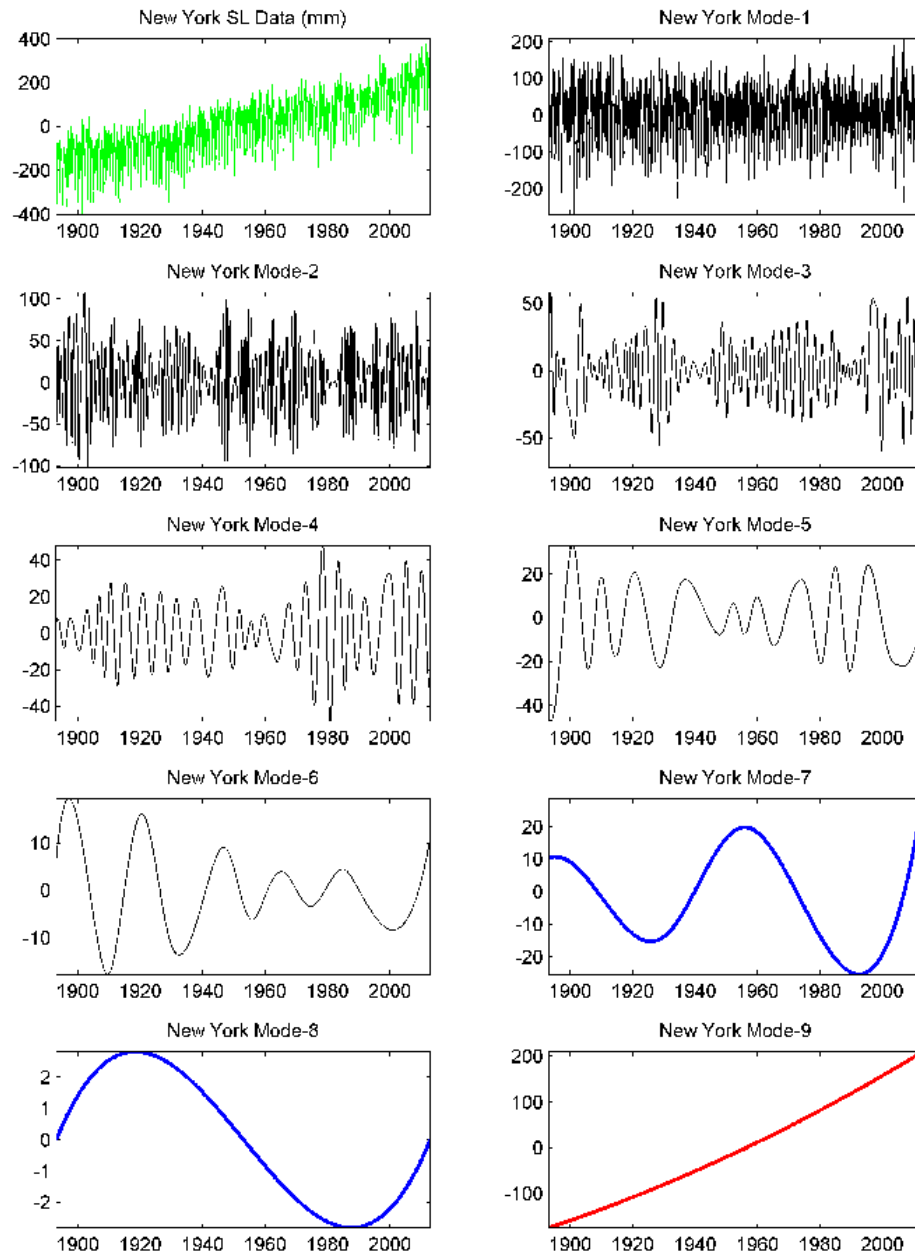 New York SL Data (mm)
400
200
0
-200
-400
1900 1920 1940 1960 1980 2000
New York Mode-1
200
100
0
-100
-200
1900 1920 1940 1960 1980 2000
New York Mode-2
100
50
0
-50
-100
1900 1920 1940 1960 1980 2000
New York Mode-3
50
0
-50
1900 1920 1940 1960 1980 2000
New York Mode-4
40
20
0
-20
-40
1900 1920 1940 1960 1980 2000
New York Mode-5
20
0
-20
-40
1900 1920 1940 1960 1980 2000
New York Mode-6
10
0
-10
1900 1920 1940 1960 1980 2000
New York Mode-7
20
10
0
-10
-20
1900 1920 1940 1960 1980 2000
New York Mode-8
2
1
0
-1
-2
1900 1920 1940 1960 1980 2000
New York Mode-9
200
100
0
-100
1900 1920 1940 1960 1980 2000